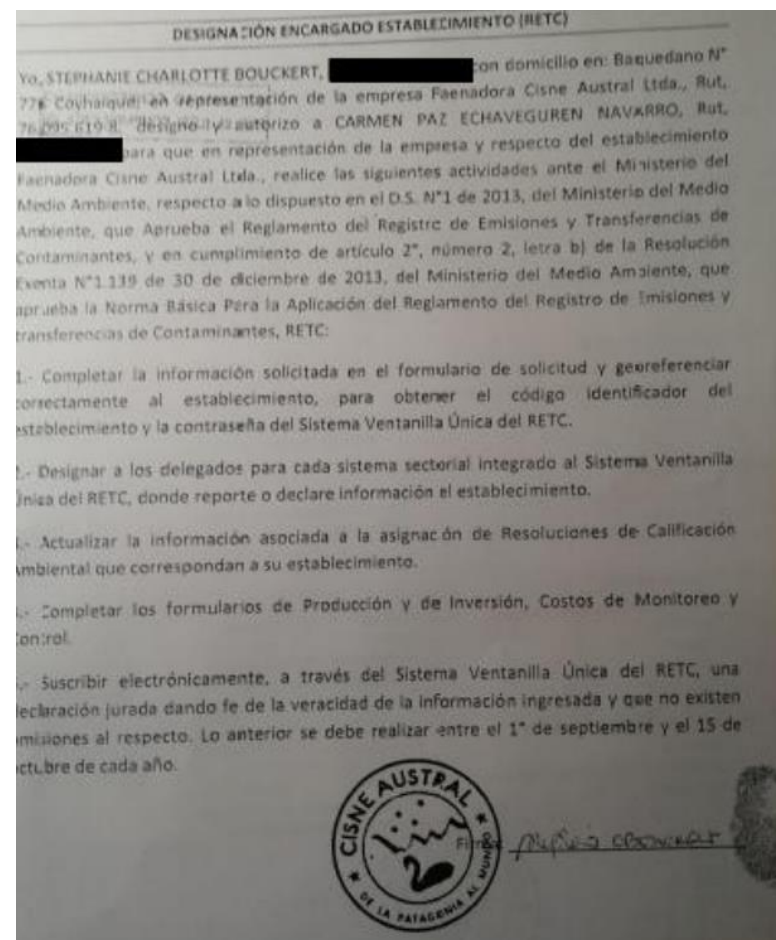 DESIGNACIÓN ENCARGADO ESTABLECIMIENTO (RETC)
Yo, STEPHANIE CHARLOTTE BOUCKERT, con domicilio en: Baquedano N°
776 Coyhaique, en representación de la empresa Faenadora Cisne Austral Ltda., Rut,
designo y autorizo a CARMEN PAZ ECHAVEGUREN NAVARRO, Rut,
para que en representación de la empresa y respecto del establecimiento
Faenadora Cisne Austral Ltda., realice las siguientes actividades ante el Ministerio del
Medio Ambiente, respecto a lo dispuesto en el D.S. N°1 de 2013, del Ministerio del Medio
Ambiente, que Aprueba el Reglamento del Registro de Emisiones y Transferencias de
Contaminantes, y en cumplimiento de artículo 2°, número 2, letra b) de la Resolución
Exenta N°1.139 de 30 de diciembre de 2013, del Ministerio del Medio Ambiente, que
aprueba la Norma Básica Para la Aplicación del Reglamento del Registro de Emisiones y
transferencias de Contaminantes, RETC:
1.- Completar la información solicitada en el formulario de solicitud y georeferenciar
correctamente al establecimiento, para obtener el código identificador del
establecimiento y la contraseña del Sistema Ventanilla Única del RETC.
2.- Designar a los delegados para cada sistema sectorial integrado al Sistema Ventanilla
Única del RETC, donde reporte o declare información el establecimiento.
.- Actualizar la información asociada a la asignación de Resoluciones de Calificación
Ambiental que correspondan a su establecimiento.
.- Completar los formularios de Producción y de Inversión, Costos de Monitoreo y
Control.
.- Suscribir electrónicamente, a través del Sistema Ventanilla Única del RETC, una
declaración jurada dando fe de la veracidad de la información ingresada y que no existen
omisiones al respecto. Lo anterior se debe realizar entre el 1° de septiembre y el 15 de
octubre de cada año.
CISNE AUSTRAL
DE LA PATAGONIA AL MUNDO